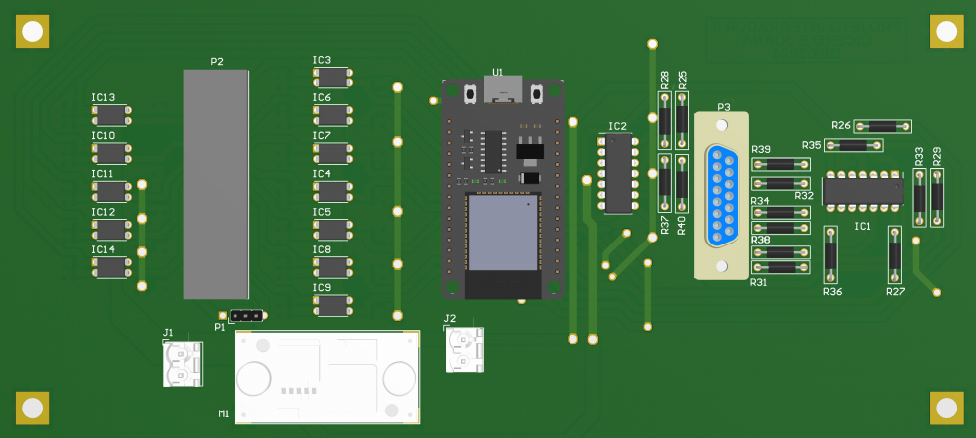 P2
U1
IC3
IC13
IC6
IC10
IC7
IC11
IC4
IC12
IC5
IC14
IC8
IC9
P1
J1
J2
M1
IC2
R28
R25
R37
R40
P3
R39
R32
R34
R38
R31
R26
R35
R33
R29
IC1
R36
R27